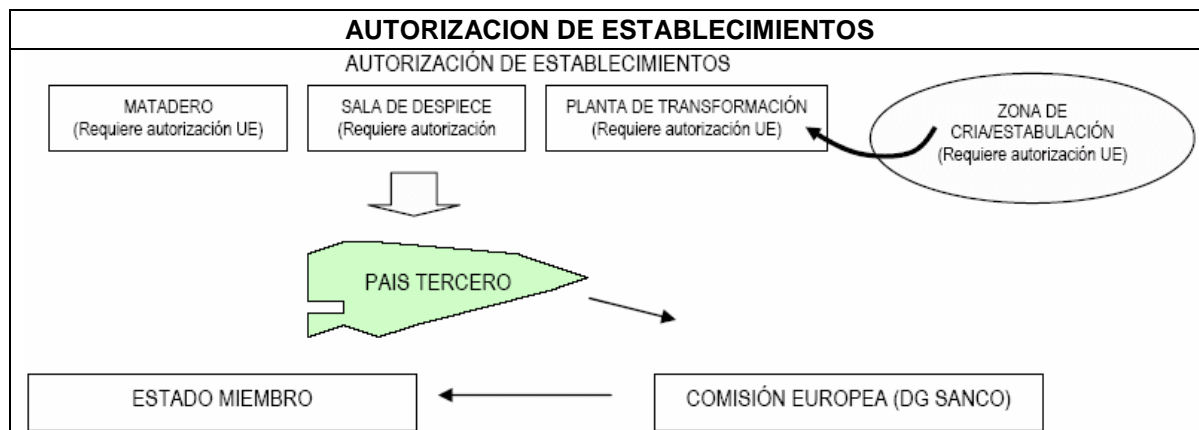 AUTORIZACION DE ESTABLECIMIENTOS
AUTORIZACIÓN DE ESTABLECIMIENTOS
MATADERO
(Requiere autorización UE)
SALA DE DESPIECE
(Requiere autorización
PLANTA DE TRANSFORMACIÓN
(Requiere autorización UE)
ZONA DE
CRIA/ESTABULACIÓN
(Requiere autorización UE)
PAIS TERCERO
ESTADO MIEMBRO
COMISIÓN EUROPEA (DG SANCO)